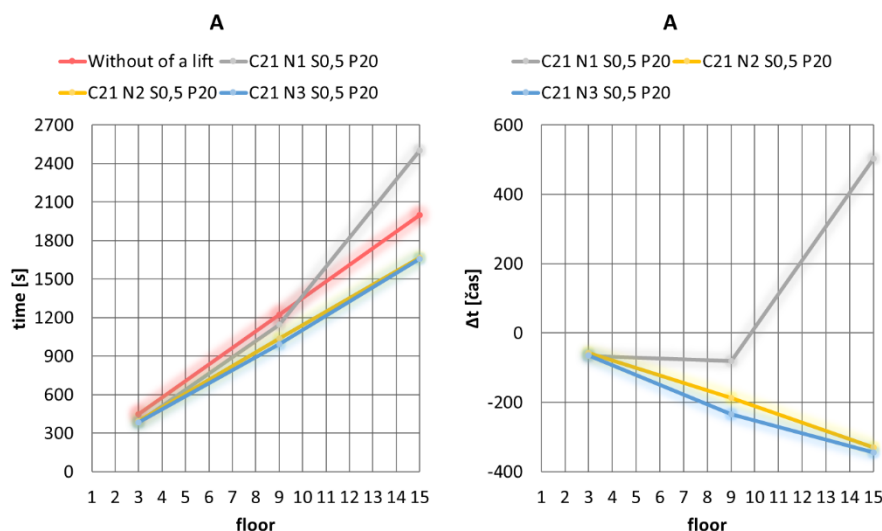 A
Without of a lift C21 N1 S0,5 P20
C21 N2 S0,5 P20 C21 N3 S0,5 P20
2700
2400
2100
1800
1500
1200
900
600
300
0
time [s]
1 2 3 4 5 6 7 8 9 10 11 12 13 14 15
floor
A
C21 N1 S0,5 P20 C21 N2 S0,5 P20
C21 N3 S0,5 P20
600
400
200
0
-200
-400
Δt [čas]
1 2 3 4 5 6 7 8 9 10 11 12 13 14 15
floor